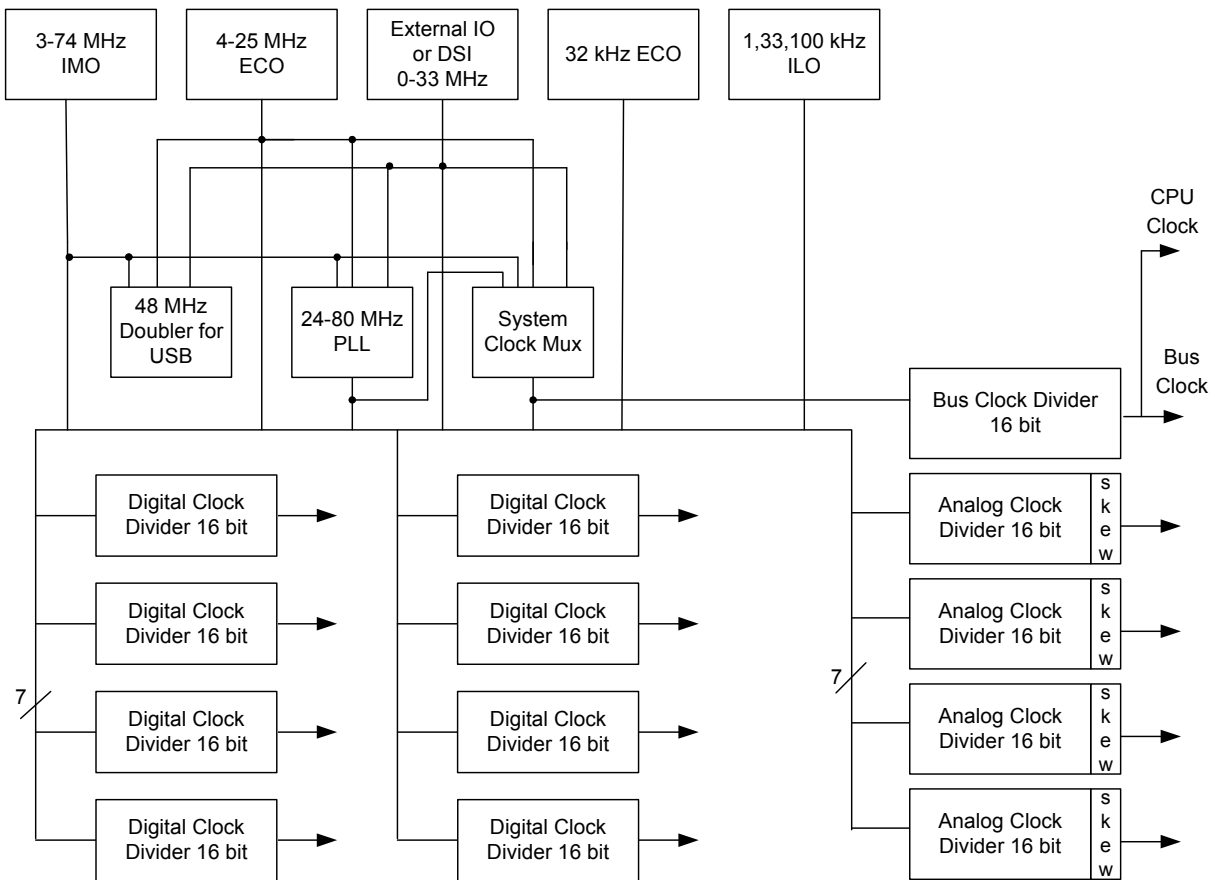 3-74 MHz
IMO
4-25 MHz
ECO
External IO
or DSI
0-33 MHz
32 kHz ECO
1,33,100 kHz
ILO
48 MHz
Doubler for
USB
24-80 MHz
PLL
System
Clock Mux
CPU
Clock
Bus
Clock
Bus Clock Divider
16 bit
Digital Clock
Divider 16 bit
Digital Clock
Divider 16 bit
Analog Clock
Divider 16 bit
skew
Digital Clock
Divider 16 bit
Digital Clock
Divider 16 bit
Analog Clock
Divider 16 bit
skew
7
7
Digital Clock
Divider 16 bit
Digital Clock
Divider 16 bit
Analog Clock
Divider 16 bit
skew
Digital Clock
Divider 16 bit
Digital Clock
Divider 16 bit
Analog Clock
Divider 16 bit
skew